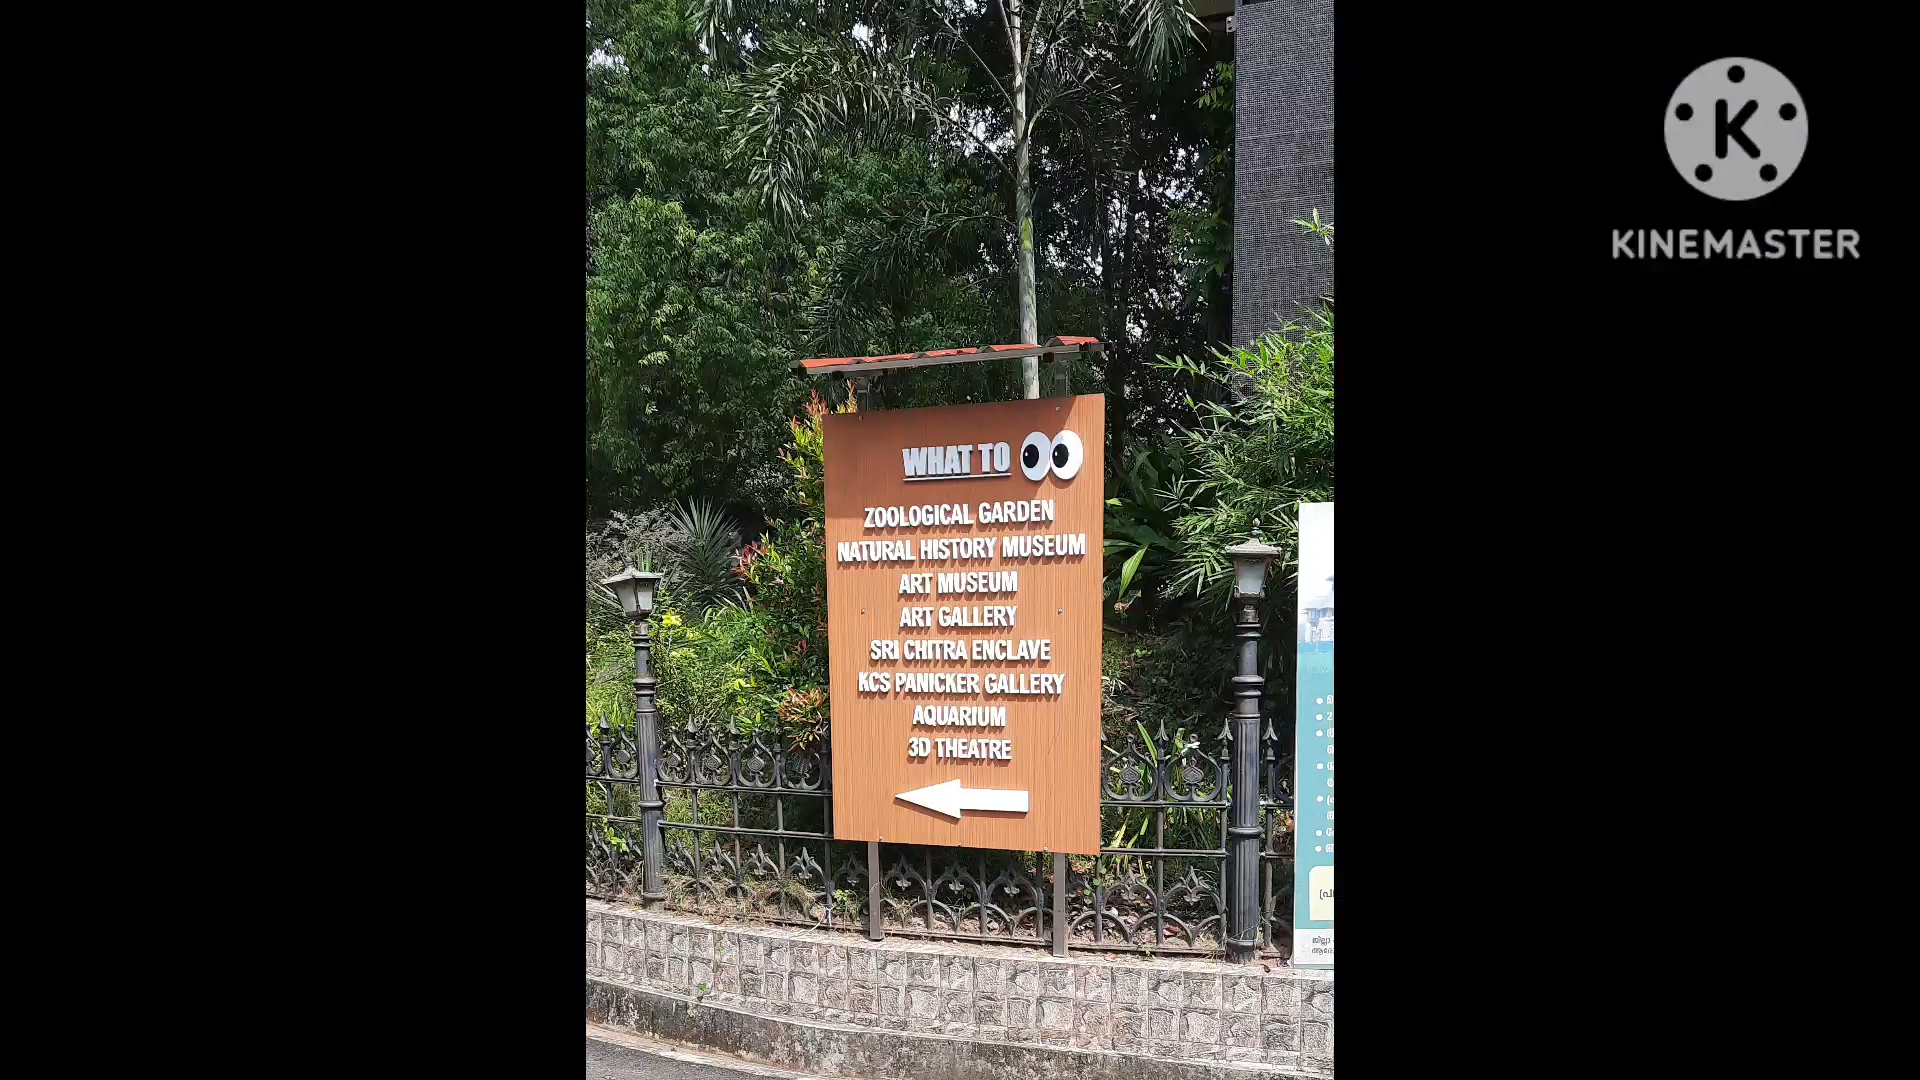 WHAT TO
ZOOLOGICAL GARDEN
NATURAL HISTORY MUSEUM
ART MUSEUM
ART GALLERY
SRI CHITRA ENCLAVE
KCS PANICKER GALLERY
AQUARIUM
3D THEATRE
K
KINEMASTER
ജില്ലാ